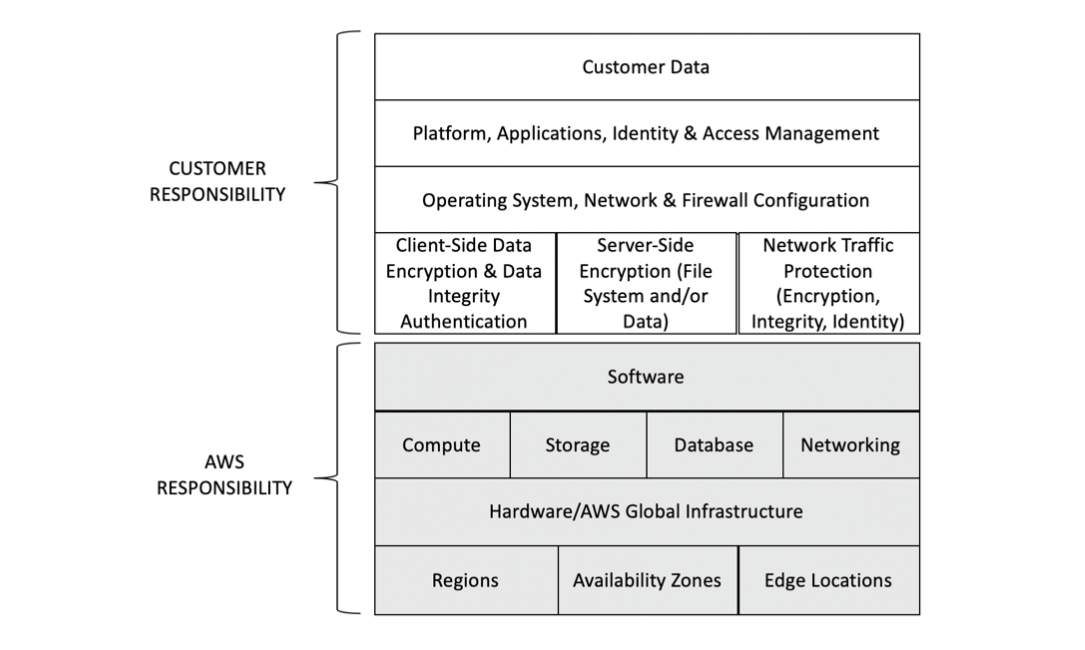 Customer Data
Platform, Applications, Identity & Access Management
CUSTOMER
RESPONSIBILITY
Operating System, Network & Firewall Configuration
Client-Side Data
Encryption & Data
Integrity
Authentication
Server-Side
Encryption (File
System and/or
Data)
Network Traffic
Protection
(Encryption,
Integrity, Identity)
Software
AWS
RESPONSIBILITY
Compute
Storage
Database
Networking
Hardware/AWS Global Infrastructure
Regions
Availability Zones
Edge Locations